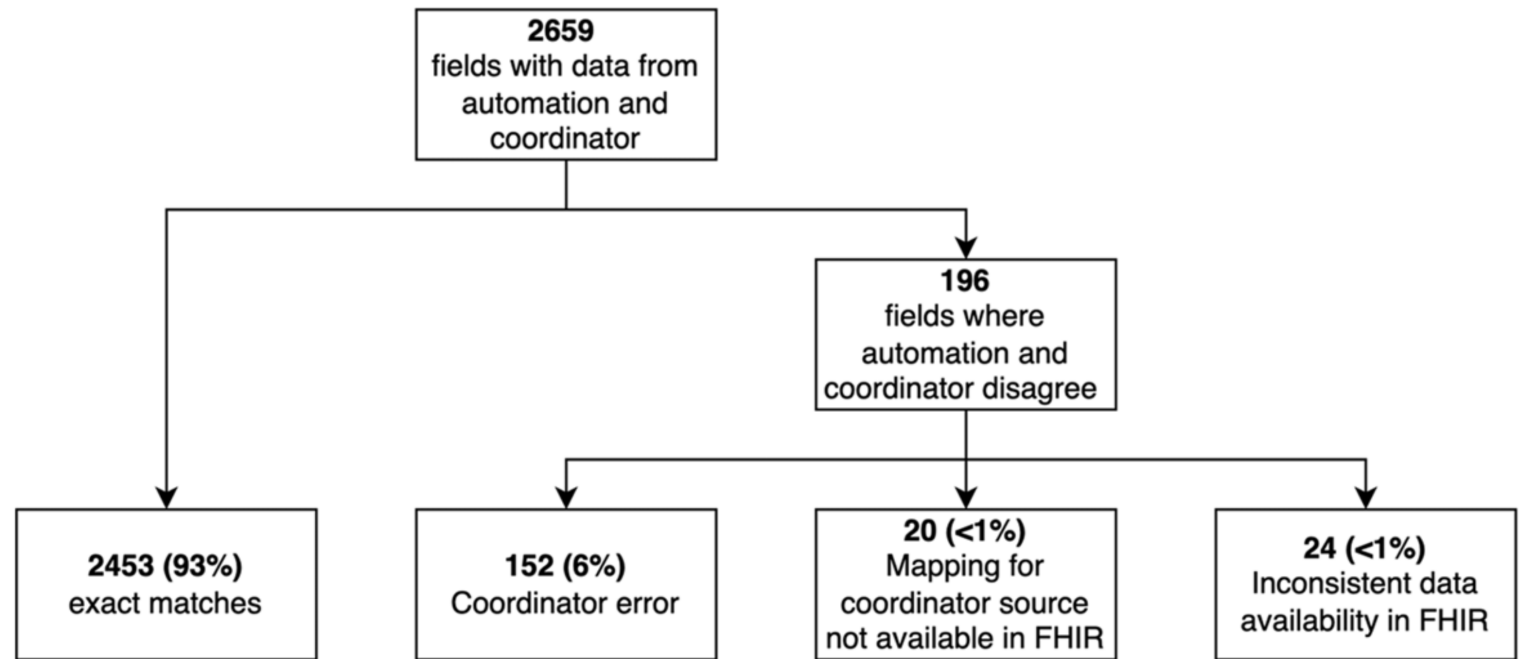 2659
fields with data from
automation and
coordinator
196
fields where
automation and
coordinator disagree
2453 (93%)
exact matches
152 (6%)
Coordinator error
20 (<1%)
Mapping for
coordinator source
not available in FHIR
24 (<1%)
Inconsistent data
availability in FHIR